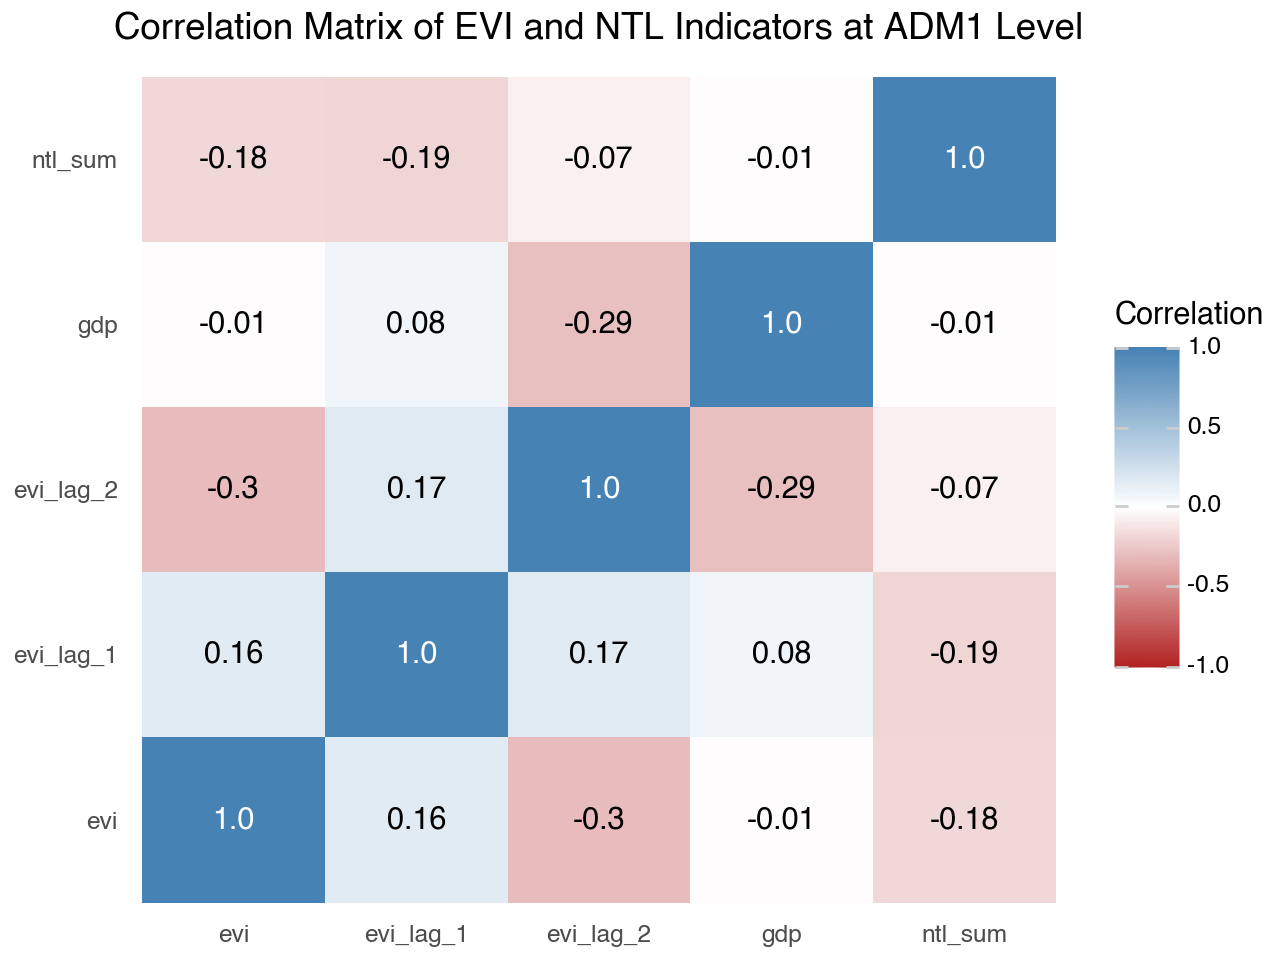 Correlation Matrix of EVI and NTL Indicators at ADM1 Level
ntl_sum -0.18 -0.19 -0.07 -0.01 1.0
gdp -0.01 0.08 -0.29 1.0 -0.01
evi_lag_2 -0.3 0.17 1.0 -0.29 -0.07
evi_lag_1 0.16 1.0 0.17 0.08 -0.19
evi 1.0 0.16 -0.3 -0.01 -0.18
evi evi_lag_1 evi_lag_2 gdp ntl_sum
Correlation
1.0
0.5
0.0
-0.5
-1.0